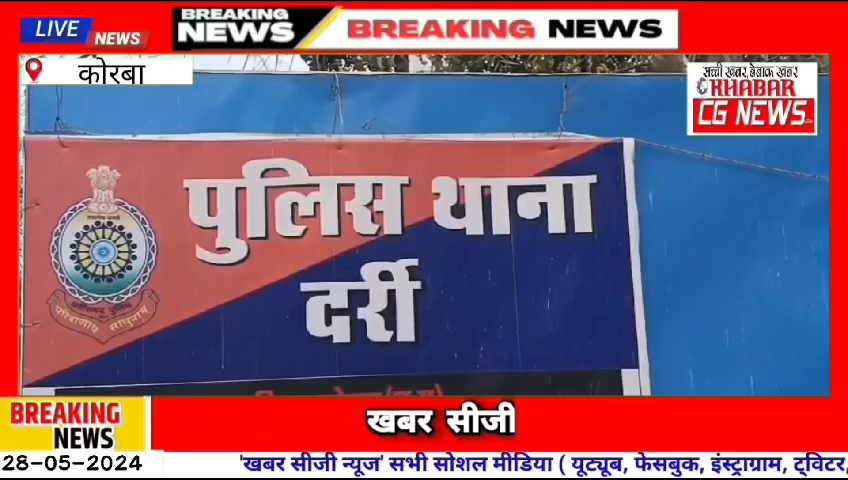 LIVE NEWS
BREAKING NEWS
BREAKING NEWS
कोरबा
सच्ची खबर, बेबाक खबर
KHABAR
CG NEWS
पुलिस थाना
दर्री
परित्राणाय साधुनाम
BREAKING NEWS
खबर सीजी
28-05-2024
'खबर सीजी न्यूज' सभी सोशल मीडिया ( यूट्यूब, फेसबुक, इंस्ट्राग्राम, ट्विटर,